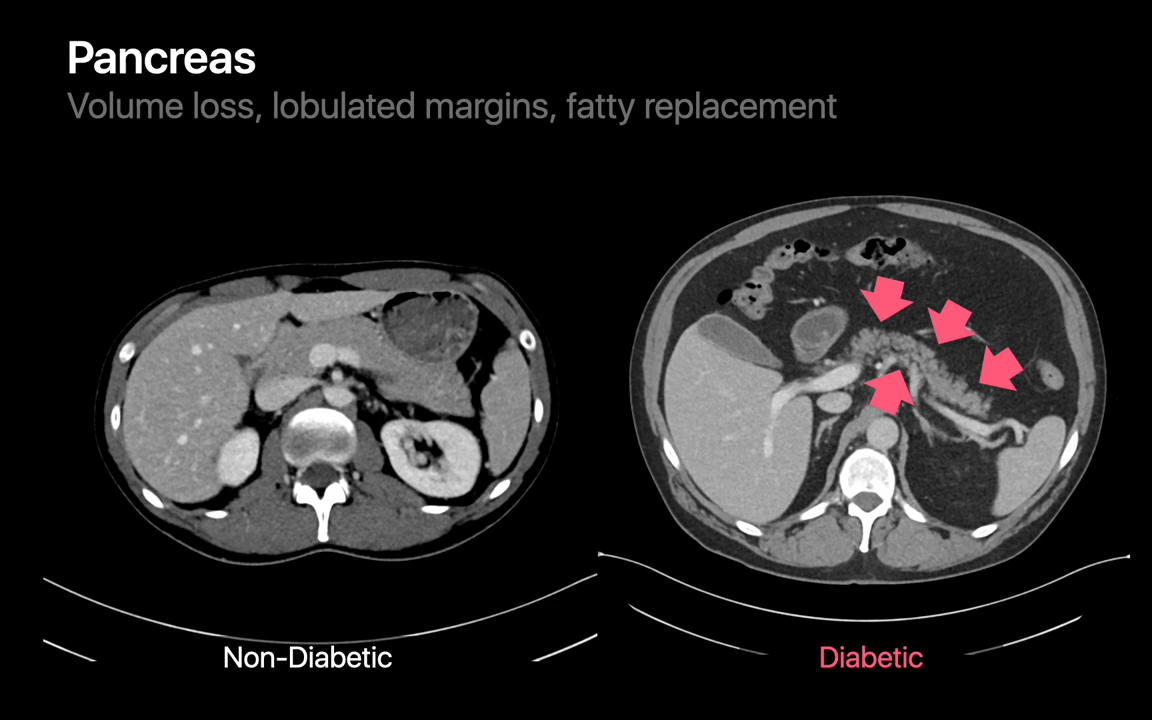 Pancreas
Volume loss, lobulated margins, fatty replacement
Non-Diabetic
Diabetic